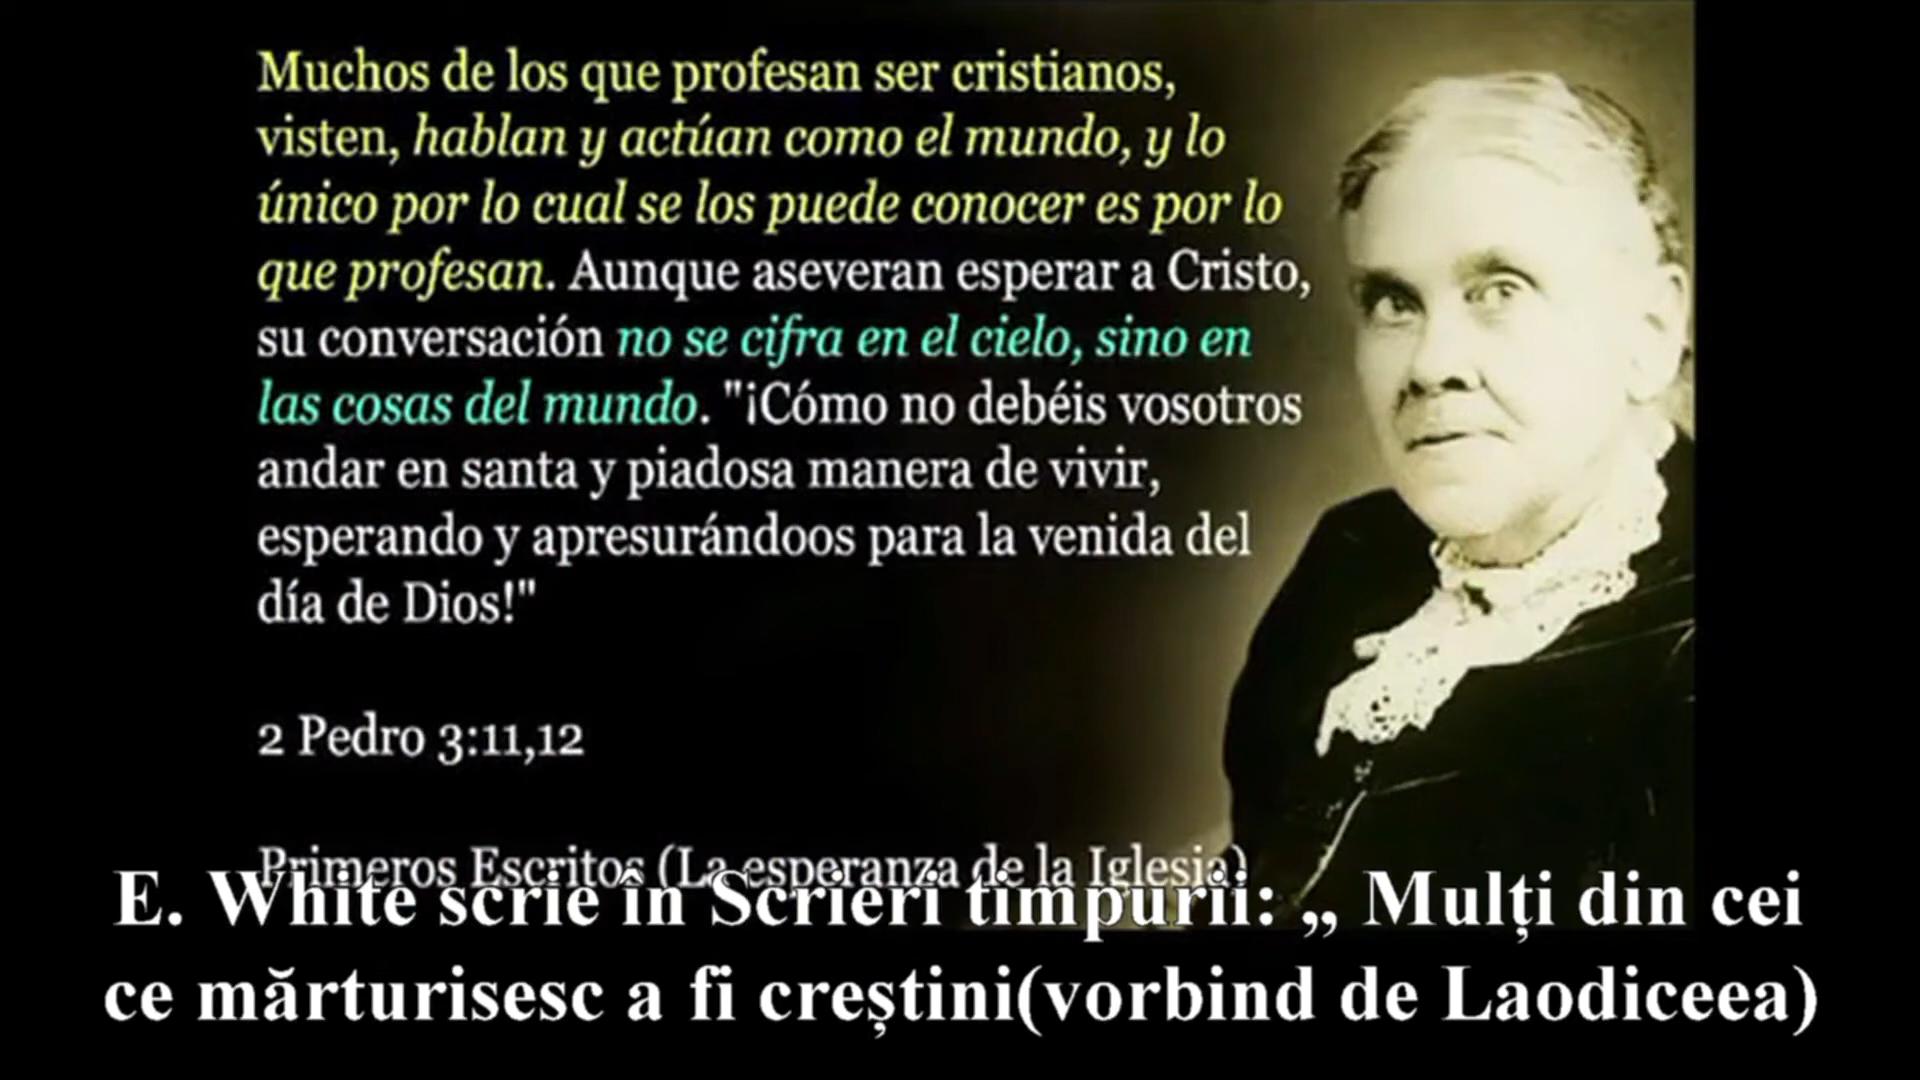 Muchos de los que profesan ser cristianos,
visten, hablan y actúan como el mundo, y lo
único por lo cual se los puede conocer es por lo
que profesan. Aunque aseveran esperar a Cristo,
su conversación no se cifra en el cielo, sino en
las cosas del mundo. "¡Cómo no debéis vosotros
andar en santa y piadosa manera de vivir,
esperando y apresurándoos para la venida del
día de Dios!"
2 Pedro 3:11,12
Primeros Escritos (La esperanza de la Iglesia)
E. White scrie în Scrieri timpurii: „ Mulți din cei
ce mărturisesc a fi creștini(vorbind de Laodiceea)